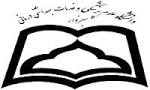 دانشگاه علوم پزشکی و خدمات بهداشتی درمانی
سبزوار